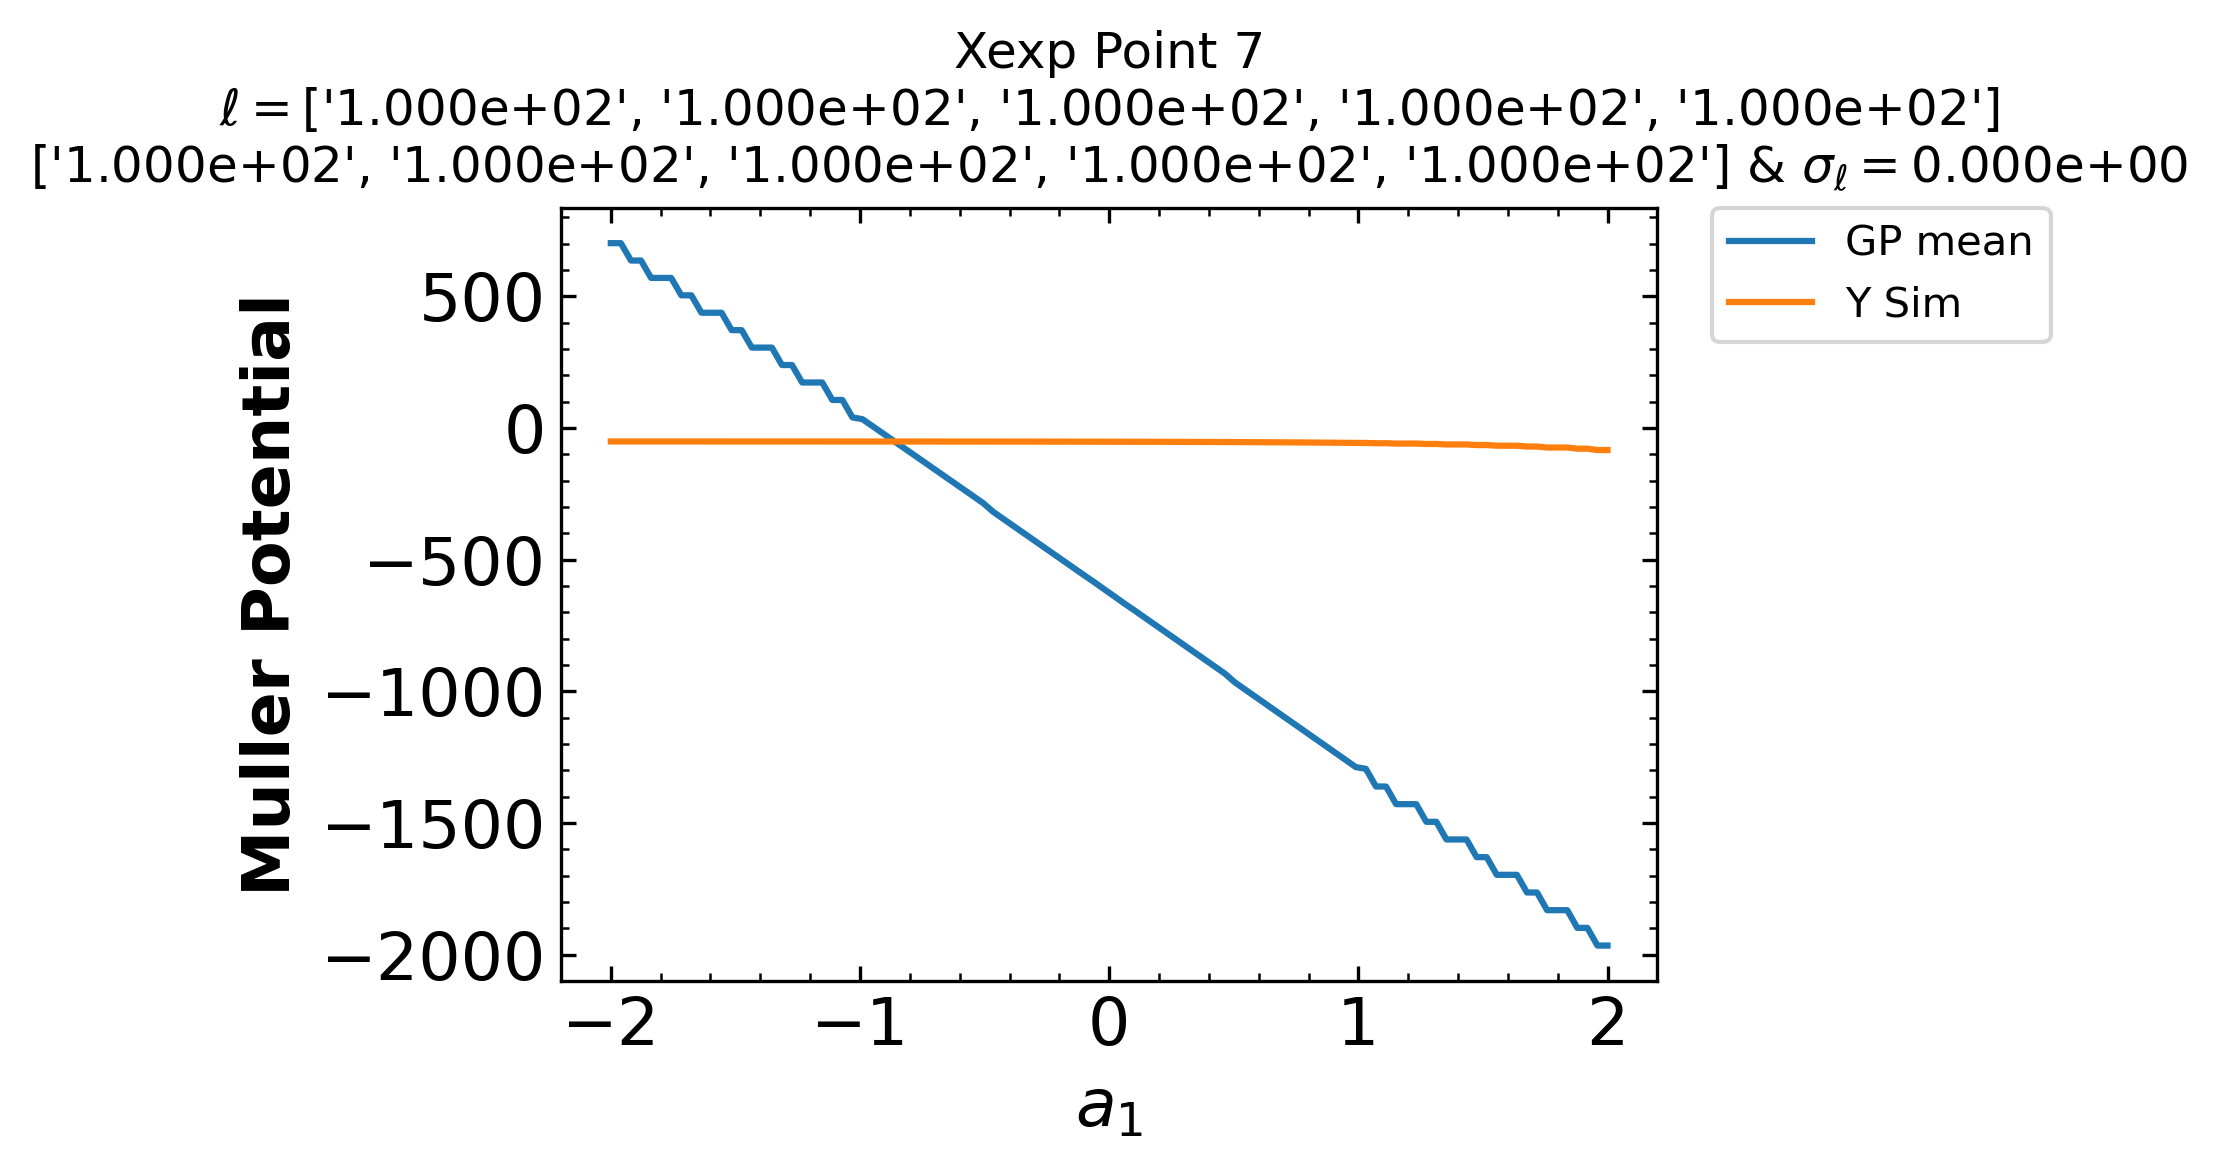 Xexp Point 7
ℓ = ['1.000e+02', '1.000e+02', '1.000e+02', '1.000e+02', '1.000e+02']
['1.000e+02', '1.000e+02', '1.000e+02', '1.000e+02', '1.000e+02'] & σ_ℓ = 0.000e+00
GP mean
Y Sim
Muller Potential
500
0
−500
−1000
−1500
−2000
−2
−1
0
1
2
a₁